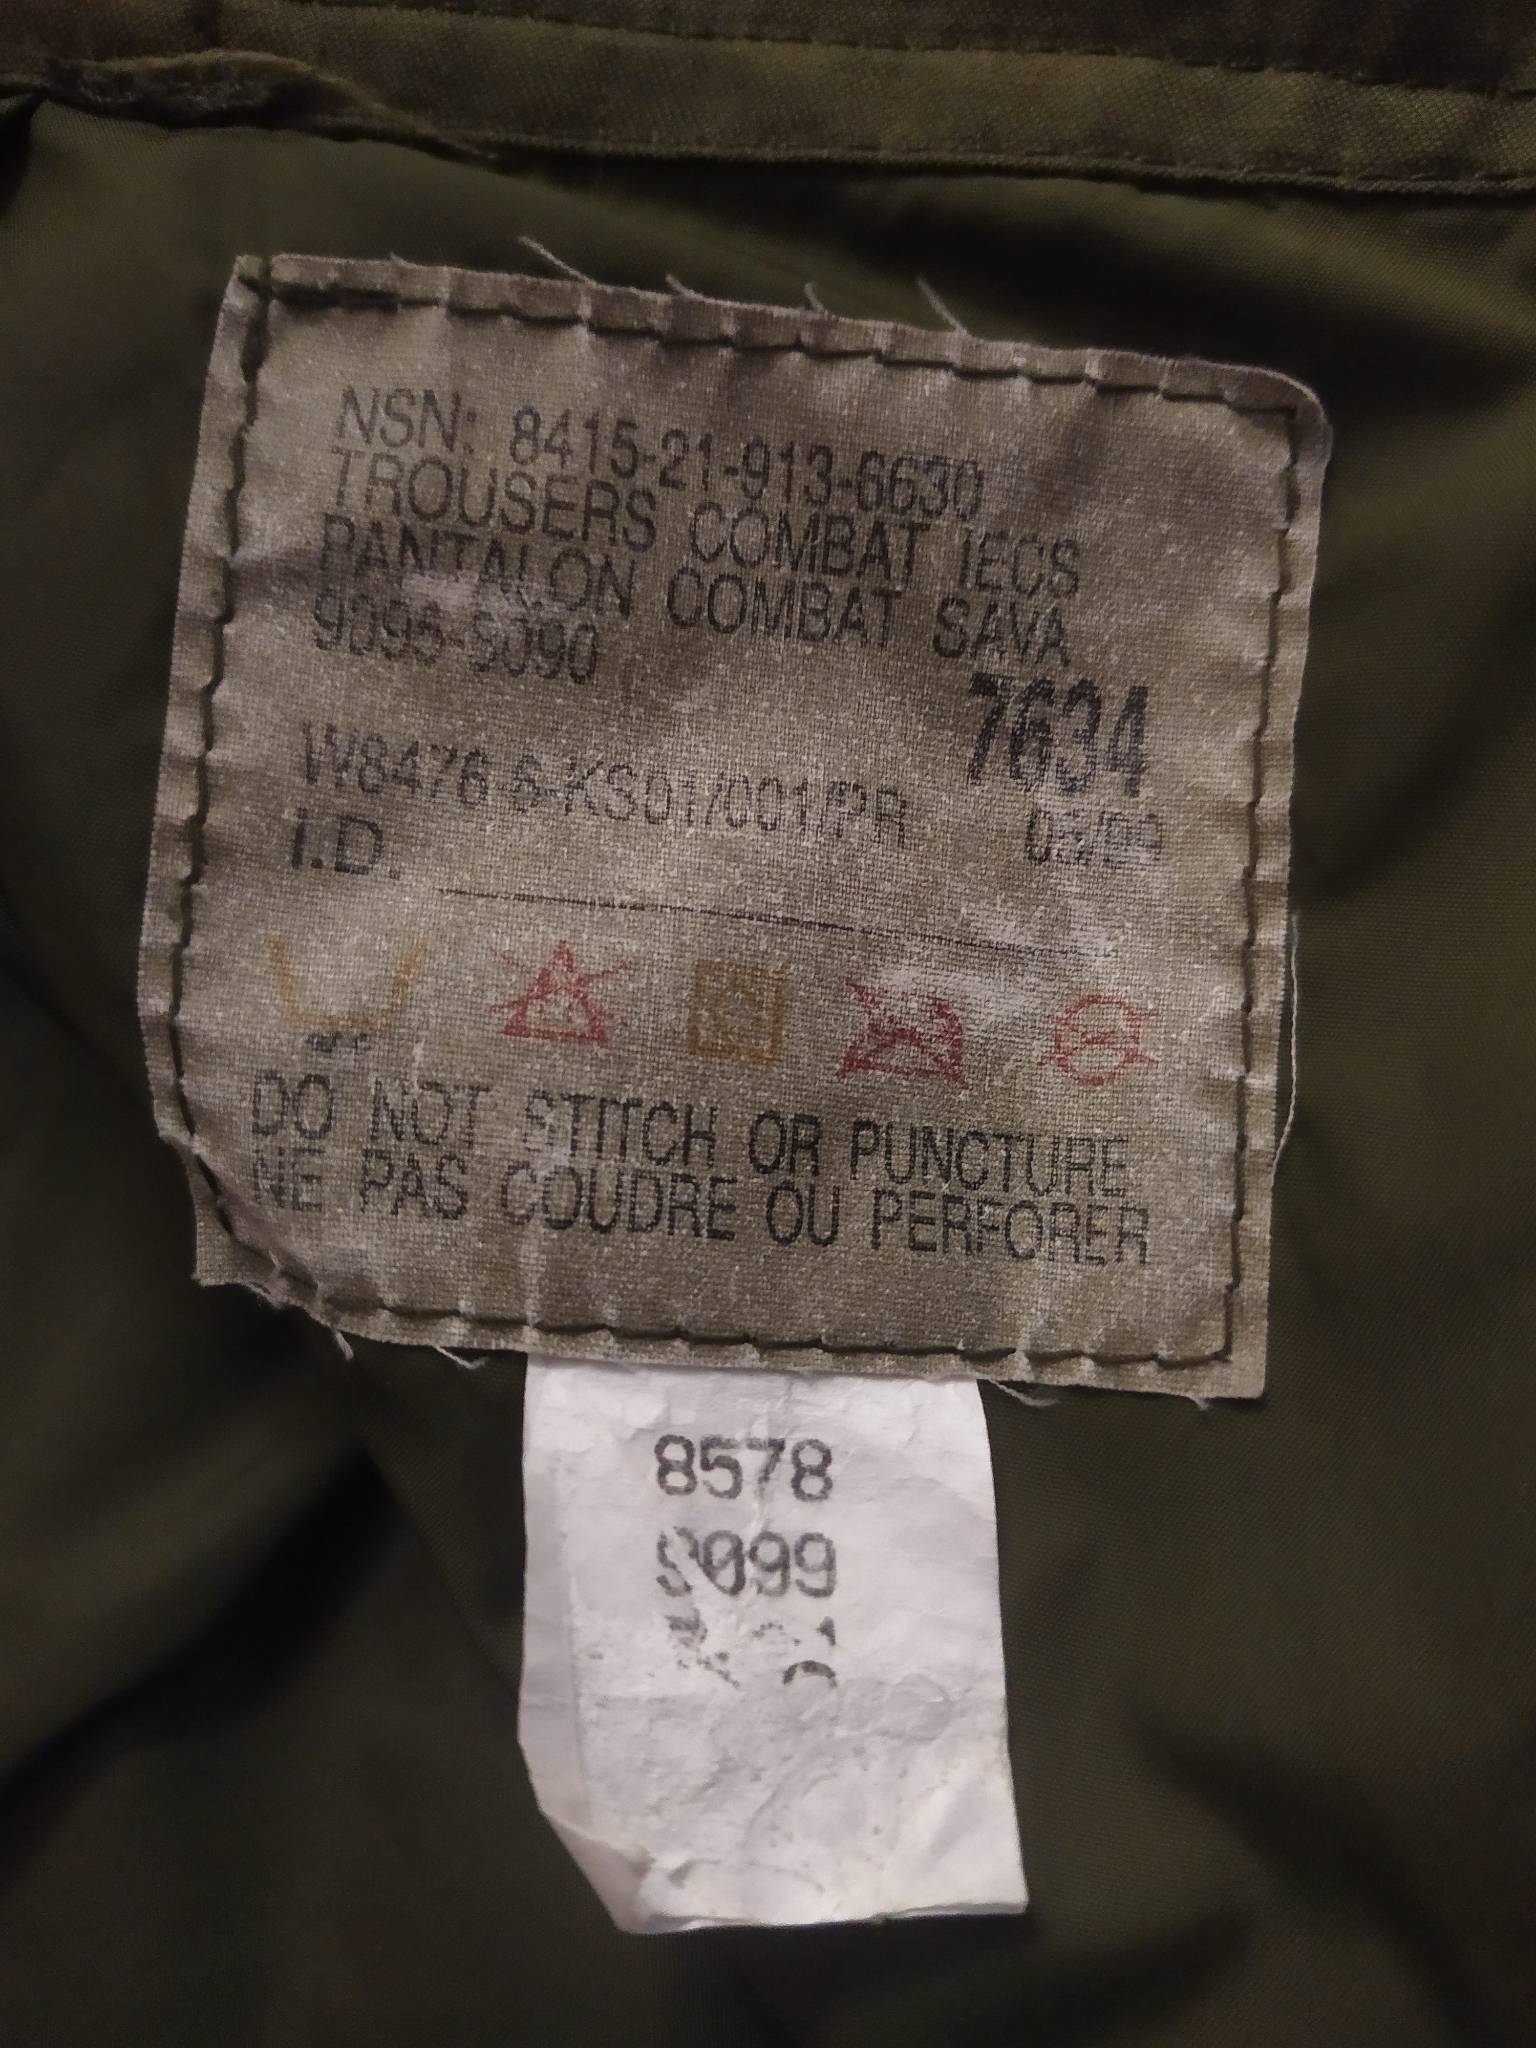 NSN: 8415-21-913-6630
TROUSERS COMBAT IECS
PANTALON COMBAT SAVA
9095-9090
7634
W8476-6-KS01/001/PR
I.D.
DO NOT STITCH OR PUNCTURE
NE PAS COUDRE OU PERFORER
8578
9099